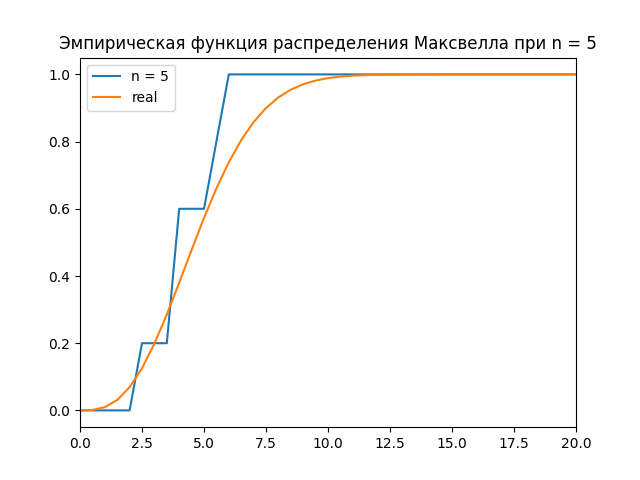 Эмпирическая функция распределения Максвелла при n = 5
n = 5
real
1.0
0.8
0.6
0.4
0.2
0.0
0.0 2.5 5.0 7.5 10.0 12.5 15.0 17.5 20.0